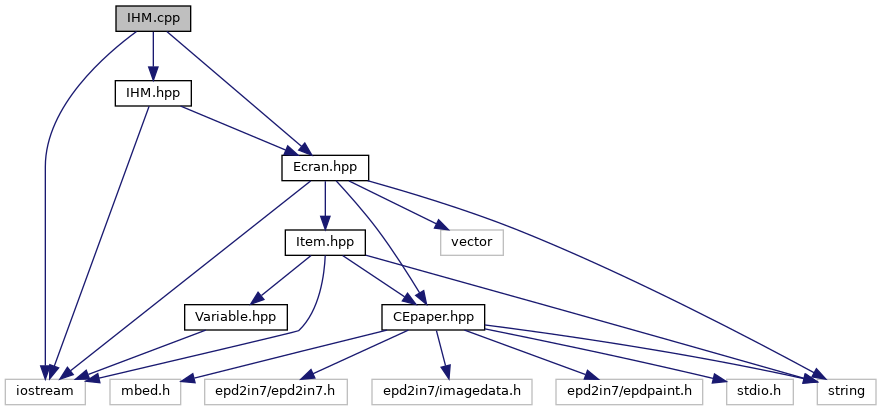 IHM.cpp
IHM.hpp
Ecran.hpp
Item.hpp
vector
Variable.hpp
CEpaper.hpp
iostream
mbed.h
epd2in7/epd2in7.h
epd2in7/imagedata.h
epd2in7/epdpaint.h
stdio.h
string